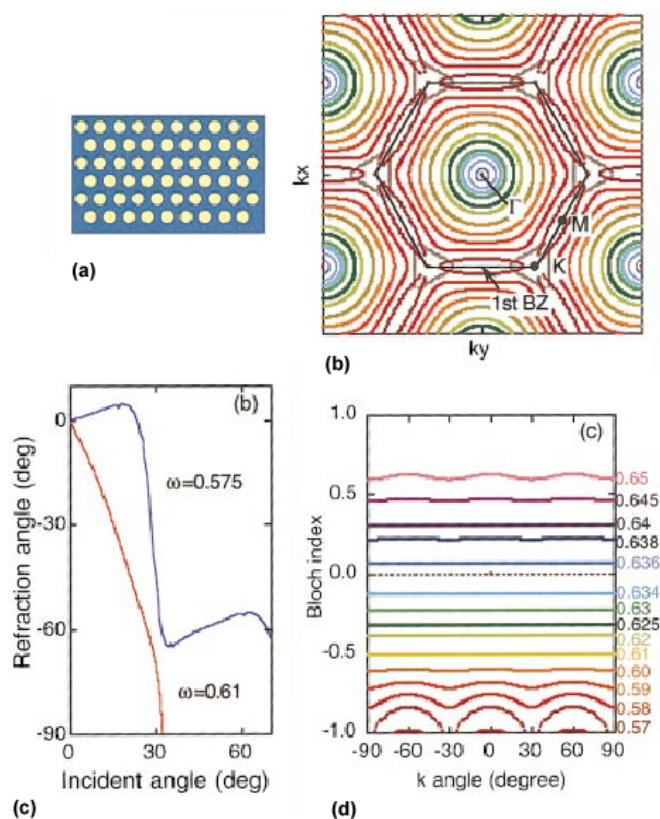 (a)
kx
Γ
M
K
1st BZ
ky
(b)
(b)
0
-30
-60
-90
Refraction angle (deg)
ω=0.575
ω=0.61
0
30
60
Incident angle (deg)
(c)
(c)
1.0
0.5
0.0
-0.5
-1.0
Bloch index
0.65
0.645
0.64
0.638
0.636
0.634
0.63
0.625
0.62
0.61
0.60
0.59
0.58
0.57
-90 -60 -30 0 30 60 90
k angle (degree)
(d)